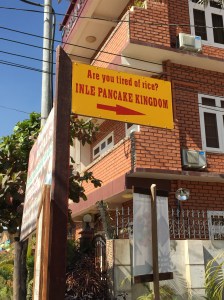 Are you tired of rice?
INLE PANCAKE KINGDOM